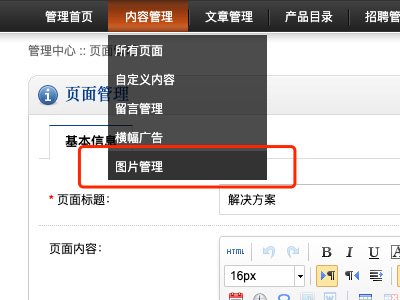 管理首页 内容管理 文章管理 产品目录 招聘管
管理中心 :: 页面
所有页面
自定义内容
页面管理
留言管理
横幅广告
基本信息
图片管理
* 页面标题: 解决方案
页面内容:
HTML B I U A
16px